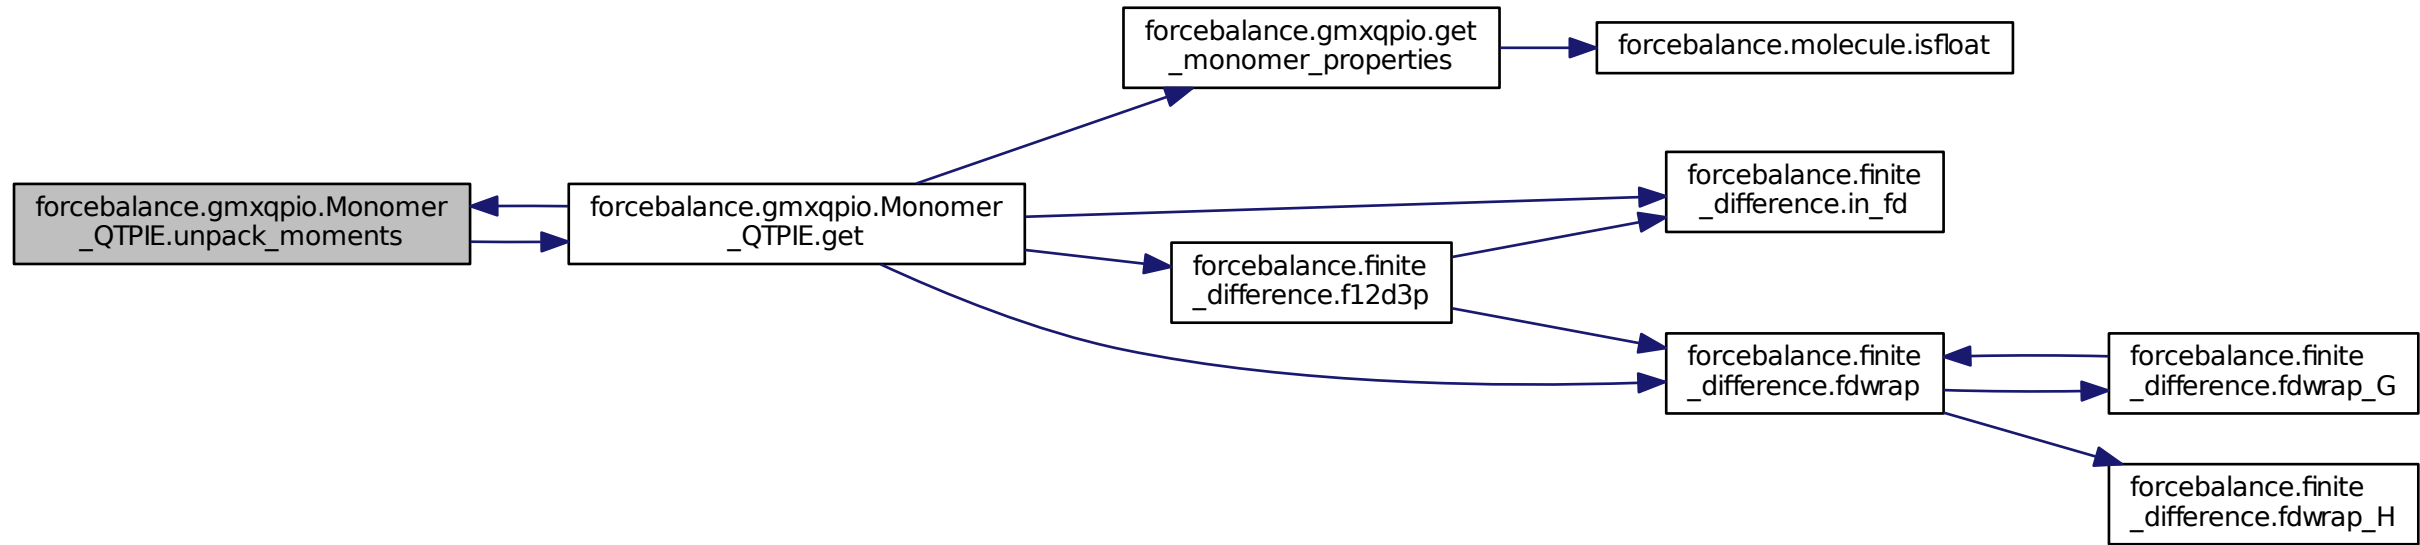 forcebalance.gmxqpio.Monomer
_QTPIE.unpack_moments
forcebalance.gmxqpio.Monomer
_QTPIE.get
forcebalance.gmxqpio.get
_monomer_properties
forcebalance.molecule.isfloat
forcebalance.finite
_difference.in_fd
forcebalance.finite
_difference.f12d3p
forcebalance.finite
_difference.fdwrap
forcebalance.finite
_difference.fdwrap_G
forcebalance.finite
_difference.fdwrap_H